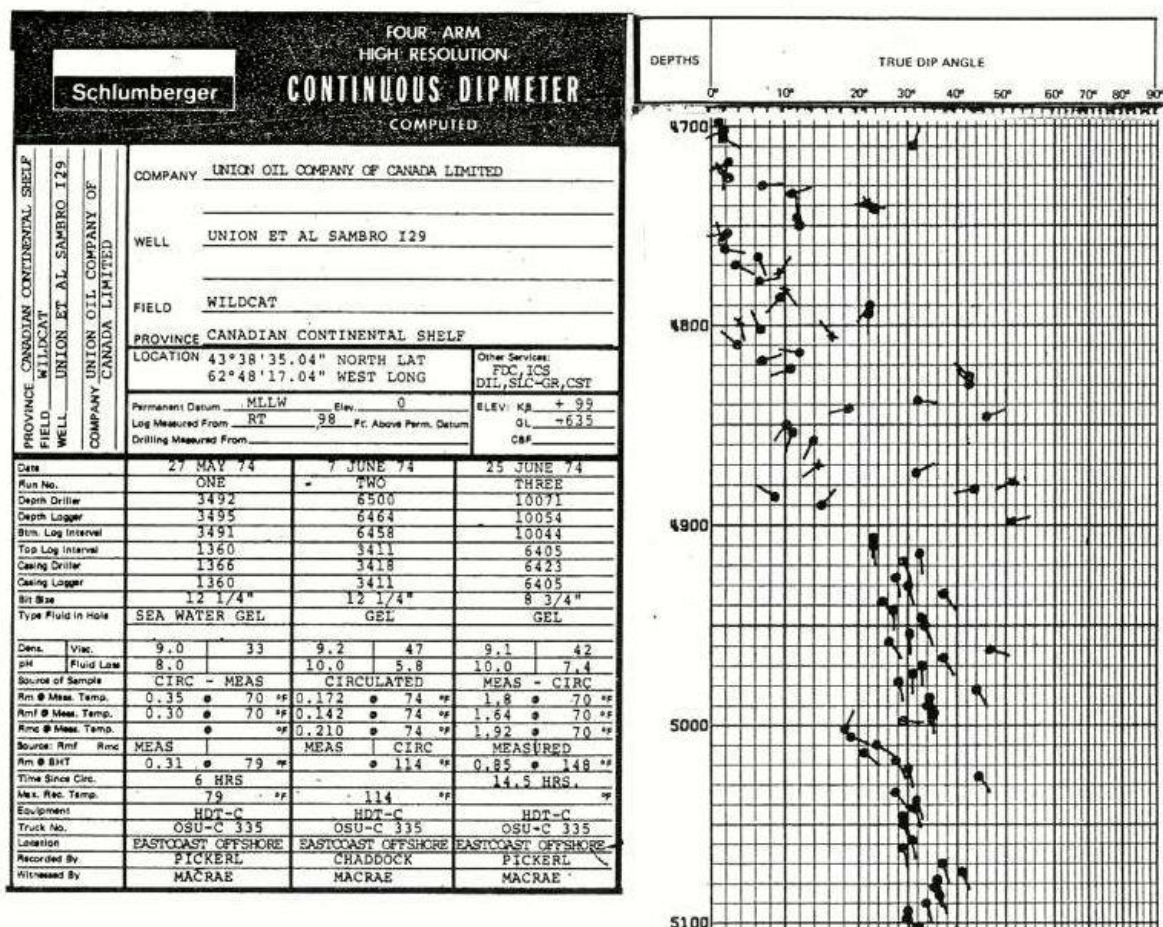 Schlumberger
FOUR ARM
HIGH RESOLUTION
CONTINUOUS DIPMETER
COMPUTED
PROVINCE CANADIAN CONTINENTAL SHELF
FIELD WILDCAT
WELL UNION ET AL SAMBRO I29
COMPANY UNION OIL COMPANY OF
CANADA LIMITED
COMPANY UNION OIL COMPANY OF CANADA LIMITED
WELL UNION ET AL SAMBRO I29
FIELD WILDCAT
PROVINCE CANADIAN CONTINENTAL SHELF
LOCATION 43°38'35.04" NORTH LAT
62°48'17.04" WEST LONG
Other Services:
FDC, ICS
DIL, SLC-GR, CST
Permanent Datum MLLW Elev. 0
Log Measured From RT 98 Ft. Above Perm. Datum
Drilling Measured From
ELEV: KB + 99
GL -635
CBF
Date 27 MAY 74 7 JUNE 74 25 JUNE 74
Run No. ONE TWO THREE
Depth Driller 3492 6500 10071
Depth Logger 3495 6464 10054
Btm. Log Interval 3491 6458 10044
Top Log Interval 1360 3411 6405
Casing Driller 1366 3418 6423
Casing Logger 1360 3411 6405
Bit Size 12 1/4" 12 1/4" 8 3/4"
Type Fluid in Hole SEA WATER GEL GEL GEL
Dens. Visc. 9.0 33 9.2 47 9.1 42
pH Fluid Loss 8.0 10.0 5.8 10.0 7.4
Source of Sample CIRC - MEAS CIRCULATED MEAS - CIRC
Rm @ Meas. Temp. 0.35 @ 70 °F 0.172 @ 74 °F 1.8 @ 70 °F
Rmf @ Meas. Temp. 0.30 @ 70 °F 0.142 @ 74 °F 1.64 @ 70 °F
Rmc @ Meas. Temp. @ °F 0.210 @ 74 °F 1.92 @ 70 °F
Source: Rmf Rmc MEAS MEAS CIRC MEASURED
Rm @ BHT 0.31 @ 79 °F @ 114 °F 0.85 @ 148 °F
Time Since Circ. 6 HRS 14.5 HRS.
Max. Rec. Temp. 79 °F 114 °F °F
Equipment HDT-C HDT-C HDT-C
Truck No. OSU-C 335 OSU-C 335 OSU-C 335
Location EASTCOAST OFFSHORE EASTCOAST OFFSHORE EASTCOAST OFFSHORE
Recorded By PICKERL CHADDOCK PICKERL
Witnessed By MACRAE MACRAE MACRAE
DEPTHS TRUE DIP ANGLE
0° 10° 20° 30° 40° 50° 60° 70° 80° 90°
4700
4800
4900
5000
5100